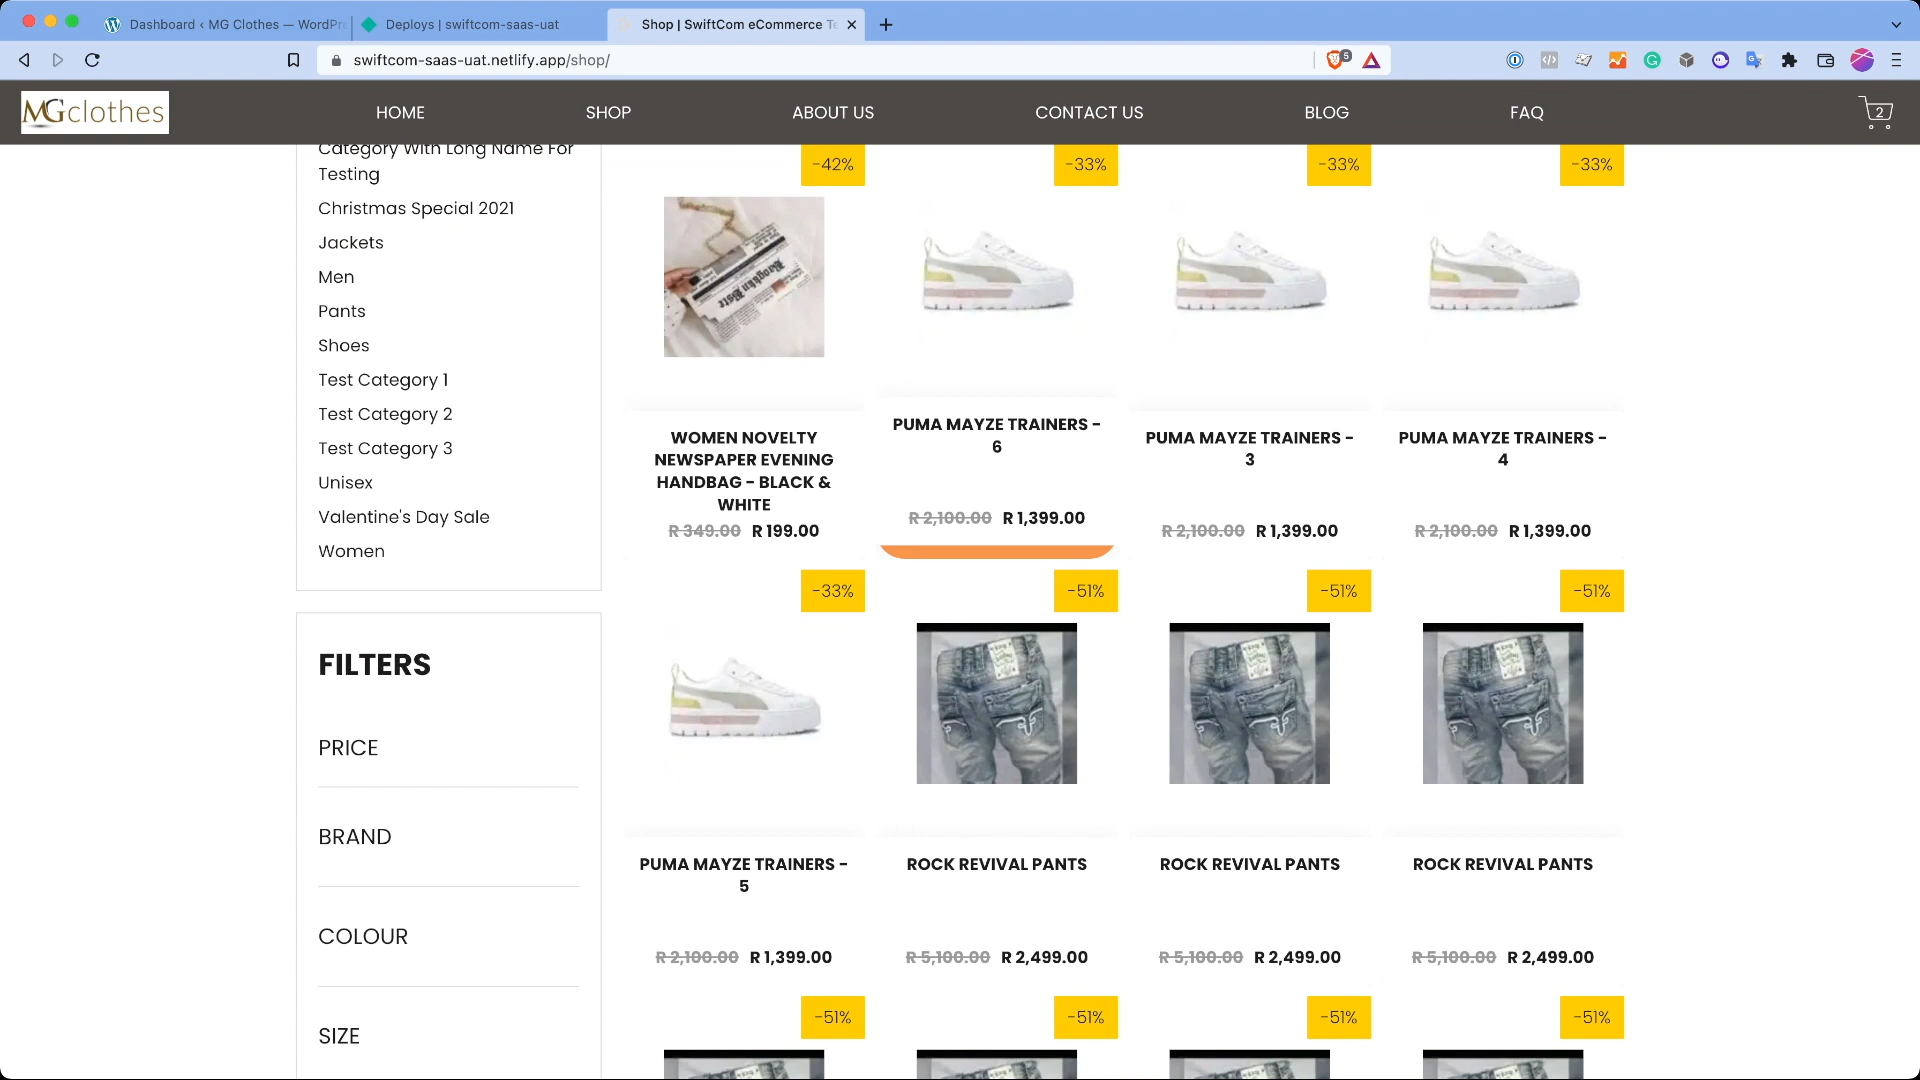 Dashboard ‹ MG Clothes — WordPr
Deploys | swiftcom-saas-uat
Shop | SwiftCom eCommerce Te
swiftcom-saas-uat.netlify.app/shop/
5
MGclothes
HOME
SHOP
ABOUT US
CONTACT US
BLOG
FAQ
2
Category With Long Name For
Testing
Christmas Special 2021
Jackets
Men
Pants
Shoes
Test Category 1
Test Category 2
Test Category 3
Unisex
Valentine's Day Sale
Women
FILTERS
PRICE
BRAND
COLOUR
SIZE
-42%
WOMEN NOVELTY
NEWSPAPER EVENING
HANDBAG - BLACK &
WHITE
R 349.00 R 199.00
-33%
PUMA MAYZE TRAINERS -
6
R 2,100.00 R 1,399.00
-33%
PUMA MAYZE TRAINERS -
3
R 2,100.00 R 1,399.00
-33%
PUMA MAYZE TRAINERS -
4
R 2,100.00 R 1,399.00
-33%
PUMA MAYZE TRAINERS -
5
R 2,100.00 R 1,399.00
-51%
ROCK REVIVAL PANTS
R 5,100.00 R 2,499.00
-51%
ROCK REVIVAL PANTS
R 5,100.00 R 2,499.00
-51%
ROCK REVIVAL PANTS
R 5,100.00 R 2,499.00
-51%
-51%
-51%
-51%